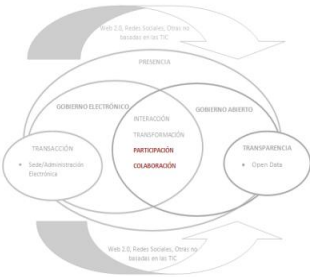 Web 2.0, Redes Sociales, Otras no
basadas en las TIC
PRESENCIA
GOBIERNO ELECTRÓNICO
GOBIERNO ABIERTO
INTERACCIÓN
TRANSFORMACIÓN
PARTICIPACIÓN
COLABORACIÓN
TRANSACCIÓN
• Sede/Administración
Electrónica
TRANSPARENCIA
• Open Data
Web 2.0, Redes Sociales, Otras no
basadas en las TIC